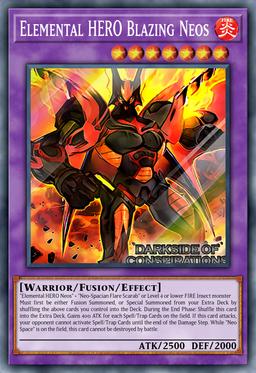 ELEMENTAL HERO BLAZING NEOS
FIRE
炎
DARKSIDE OF
CONSPIRATIONS
[WARRIOR/FUSION/EFFECT]
"Elemental HERO Neos" + "Neo-Spacian Flare Scarab" or Level 4 or lower FIRE Insect monster
Must first be either Fusion Summoned, or Special Summoned from your Extra Deck by
shuffling the above cards you control into the Deck. During the End Phase: Shuffle this card
into the Extra Deck. Gains 400 ATK for each Spell/Trap Cards on the field. If this card attacks,
your opponent cannot activate Spell/Trap Cards until the end of the Damage Step. While "Neo
Space" is on the field, this card cannot be destroyed by battle.
ATK/2500 DEF/2000